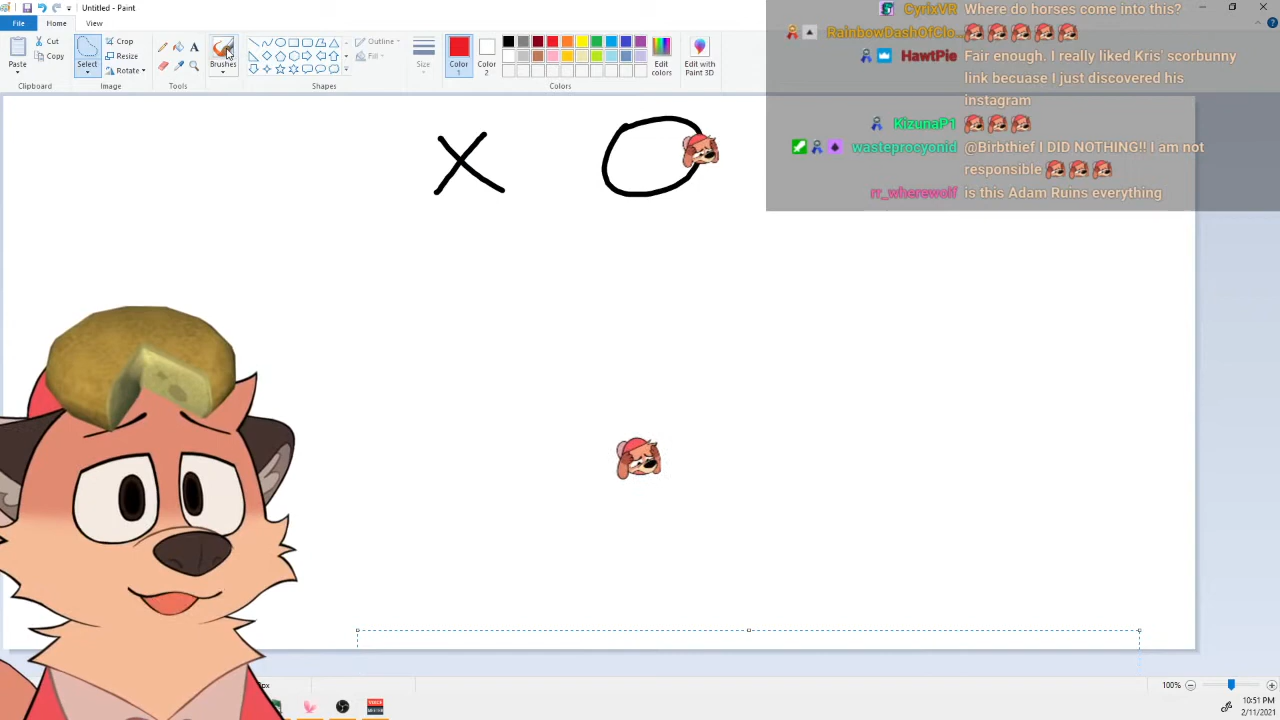 Untitled - Paint
File
Home
View
Paste
Cut
Copy
Clipboard
Select
Crop
Resize
Rotate
Image
A
Tools
Brushes
Outline
Fill
Shapes
Size
Color
1
Color
2
Colors
Edit
colors
Edit with
Paint 3D
CyrixVR Where do horses come into this?
RainbowDashOfClo...
HawtPie Fair enough. I really liked Kris' scorbunny
link becuase I just discovered his
instagram
KizunaP1
wasteprocyonid @Birbthief I DID NOTHING!! I am not
responsible
rr_wherewolf is this Adam Ruins everything
X O
px
100%
10:51 PM
2/11/2021